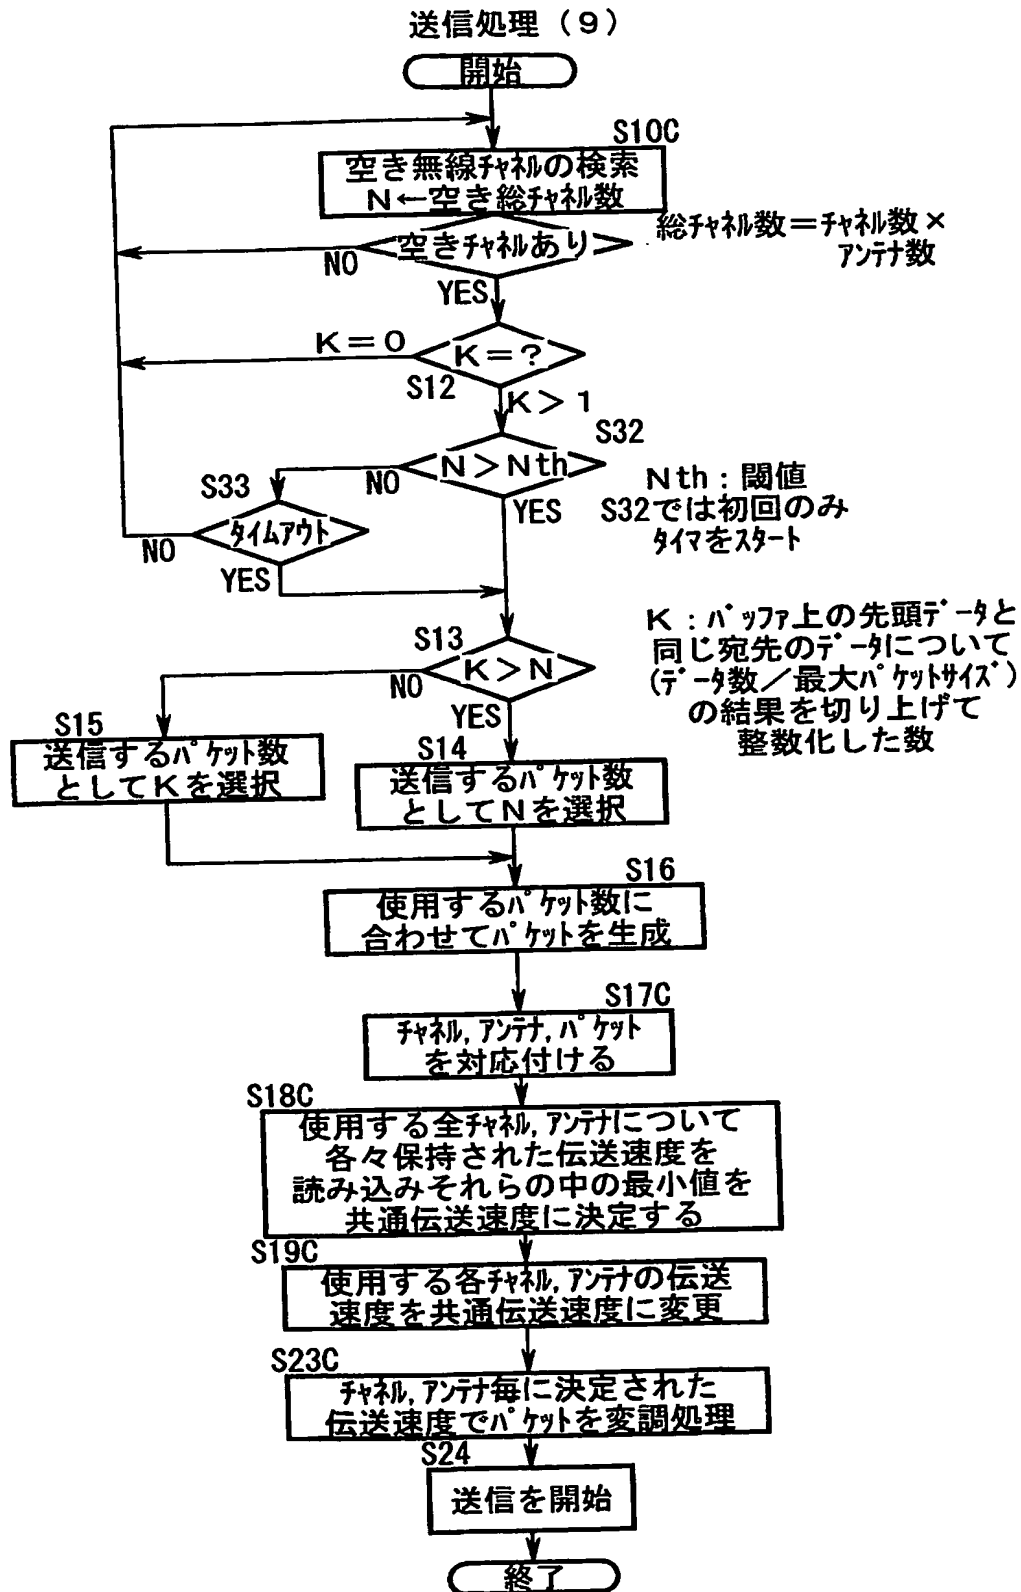 送信処理（９）
開始
S10C
空き無線ﾁｬﾈﾙの検索
Ｎ←空き総ﾁｬﾈﾙ数
総ﾁｬﾈﾙ数＝ﾁｬﾈﾙ数×
ｱﾝﾃﾅ数
空きﾁｬﾈﾙあり
NO
YES
Ｋ＝０
Ｋ＝？
S12
Ｋ＞１
S32
Ｎ＞Ｎth
NO
YES
Ｎth：閾値
S32では初回のみ
ﾀｲﾏをｽﾀｰﾄ
S33
ﾀｲﾑｱｳﾄ
NO
YES
Ｋ：ﾊﾞｯﾌｧ上の先頭ﾃﾞｰﾀと
同じ宛先のﾃﾞｰﾀについて
(ﾃﾞｰﾀ数／最大ﾊﾟｹｯﾄｻｲｽﾞ)
の結果を切り上げて
整数化した数
S13
Ｋ＞Ｎ
NO
YES
S15
送信するﾊﾟｹｯﾄ数
としてＫを選択
S14
送信するﾊﾟｹｯﾄ数
としてＮを選択
S16
使用するﾊﾟｹｯﾄ数に
合わせてﾊﾟｹｯﾄを生成
S17C
ﾁｬﾈﾙ,ｱﾝﾃﾅ,ﾊﾟｹｯﾄ
を対応付ける
S18C
使用する全ﾁｬﾈﾙ,ｱﾝﾃﾅについて
各々保持された伝送速度を
読み込みそれらの中の最小値を
共通伝送速度に決定する
S19C
使用する各ﾁｬﾈﾙ,ｱﾝﾃﾅの伝送
速度を共通伝送速度に変更
S23C
ﾁｬﾈﾙ,ｱﾝﾃﾅ毎に決定された
伝送速度でﾊﾟｹｯﾄを変調処理
S24
送信を開始
終了